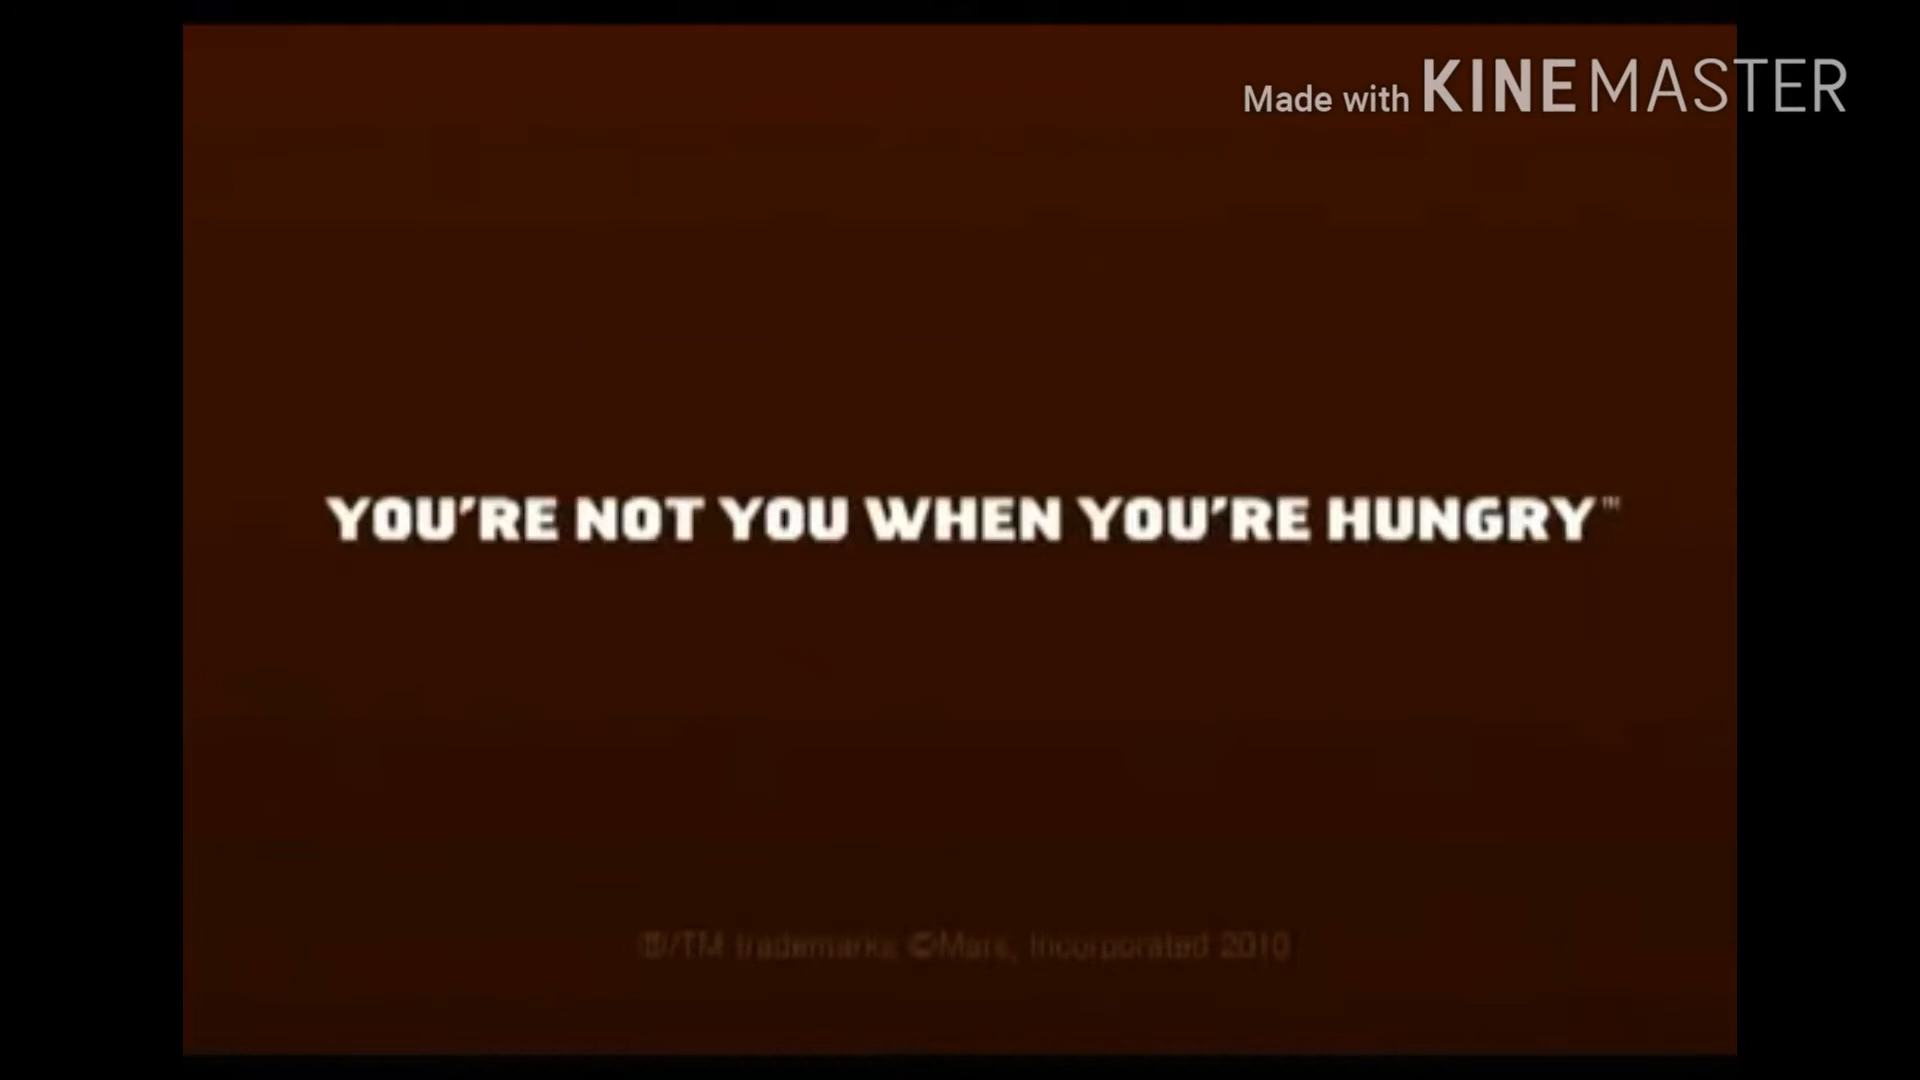 Made with KINEMASTER
YOU'RE NOT YOU WHEN YOU'RE HUNGRY™
®/TM trademarks ©Mars, Incorporated 2010